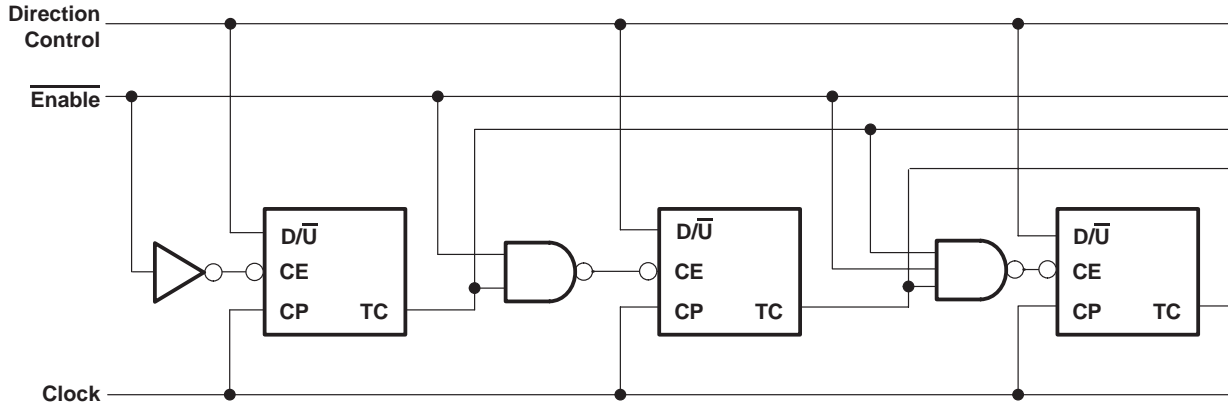 Direction
Control
Enable
D/U
CE
CP TC
D/U
CE
CP TC
D/U
CE
CP TC
Clock